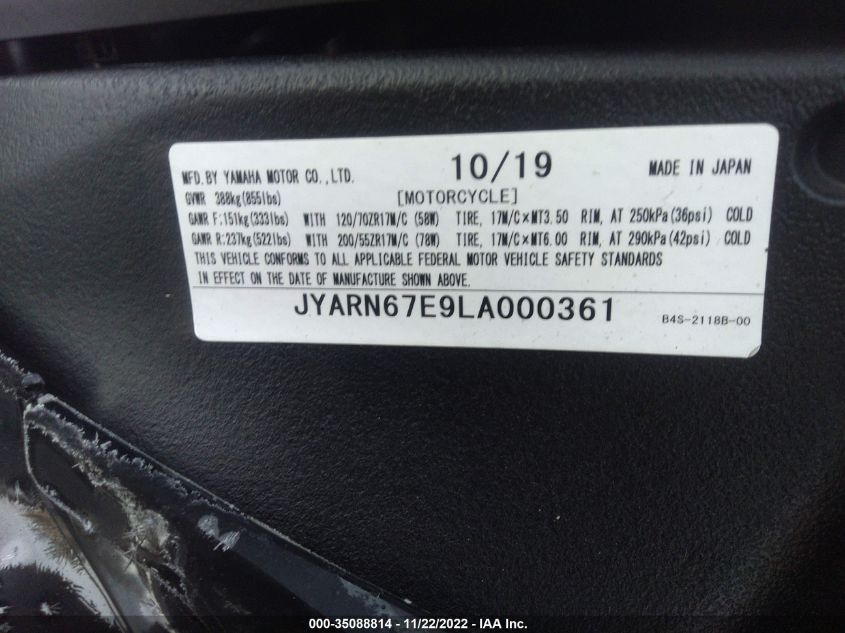 MFD. BY YAMAHA MOTOR CO., LTD. 10/19 MADE IN JAPAN
GVWR 388kg(855lbs) [MOTORCYCLE]
GAWR F:151kg(333lbs) WITH 120/70ZR17M/C (58W) TIRE, 17M/C×MT3.50 RIM, AT 250kPa(36psi) COLD
GAWR R:237kg(522lbs) WITH 200/55ZR17M/C (78W) TIRE, 17M/C×MT6.00 RIM, AT 290kPa(42psi) COLD
THIS VEHICLE CONFORMS TO ALL APPLICABLE FEDERAL MOTOR VEHICLE SAFETY STANDARDS
IN EFFECT ON THE DATE OF MANUFACTURE SHOWN ABOVE.
JYARN67E9LA000361 B4S-2118B-00
000-35088814 - 11/22/2022 - IAA Inc.